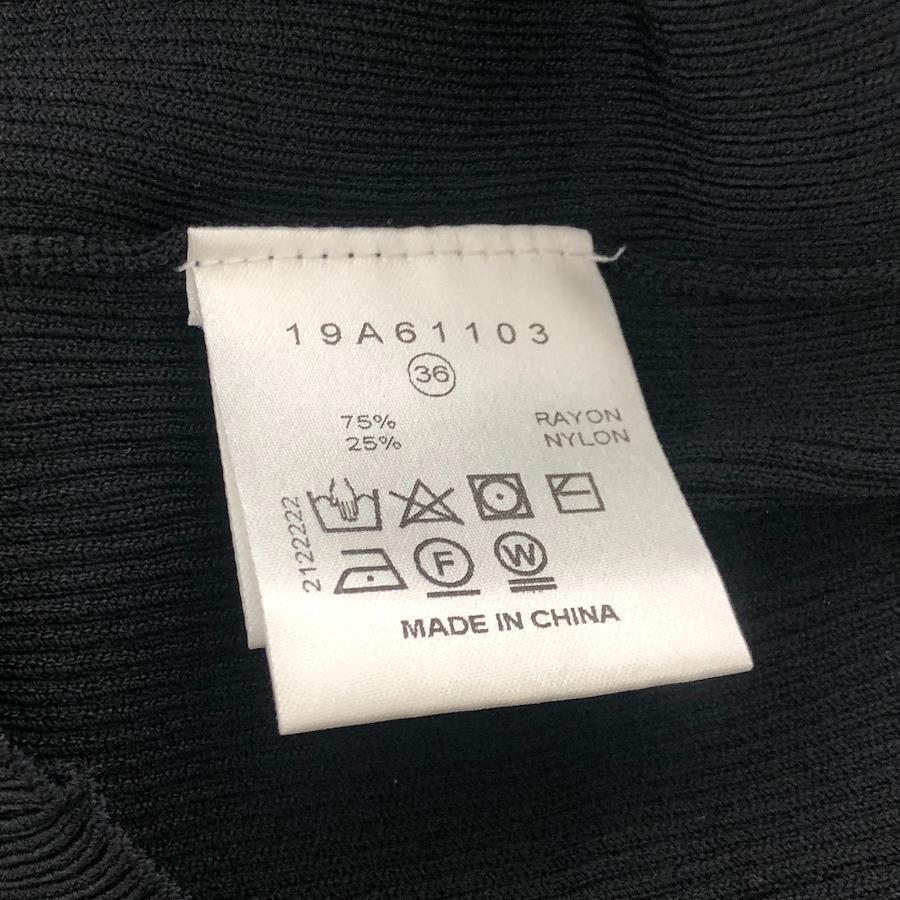 19A61103
36
75% RAYON
25% NYLON
2122222
F W
MADE IN CHINA